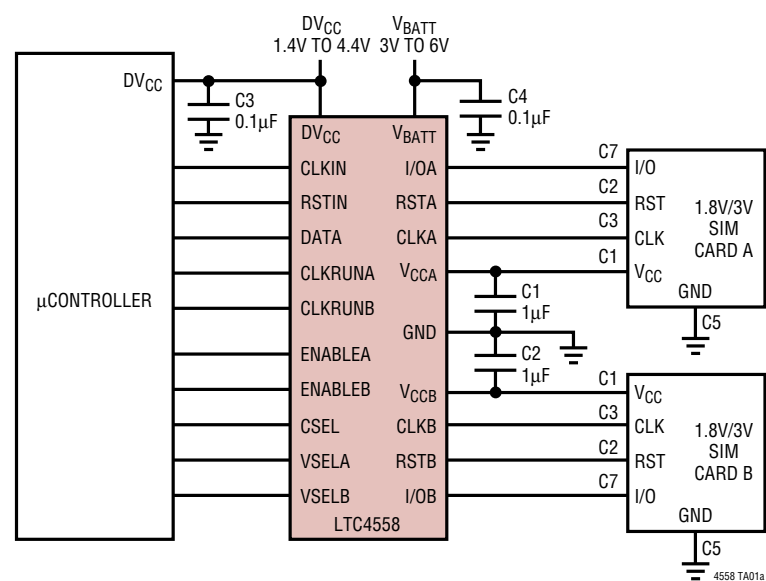 DVCC
1.4V TO 4.4V
VBATT
3V TO 6V
DVCC
C3
0.1μF
C4
0.1μF
μCONTROLLER
DVCC
VBATT
CLKIN
RSTIN
DATA
CLKRUNA
CLKRUNB
ENABLEA
ENABLEB
CSEL
VSELA
VSELB
I/OA
RSTA
CLKA
VCCA
GND
VCCB
CLKB
RSTB
I/OB
LTC4558
C1
1μF
C2
1μF
C7
C2
C3
C1
I/O
RST
CLK
VCC
1.8V/3V
SIM
CARD A
GND
C5
C1
C3
C2
C7
VCC
CLK
RST
I/O
1.8V/3V
SIM
CARD B
GND
C5
4558 TA01a